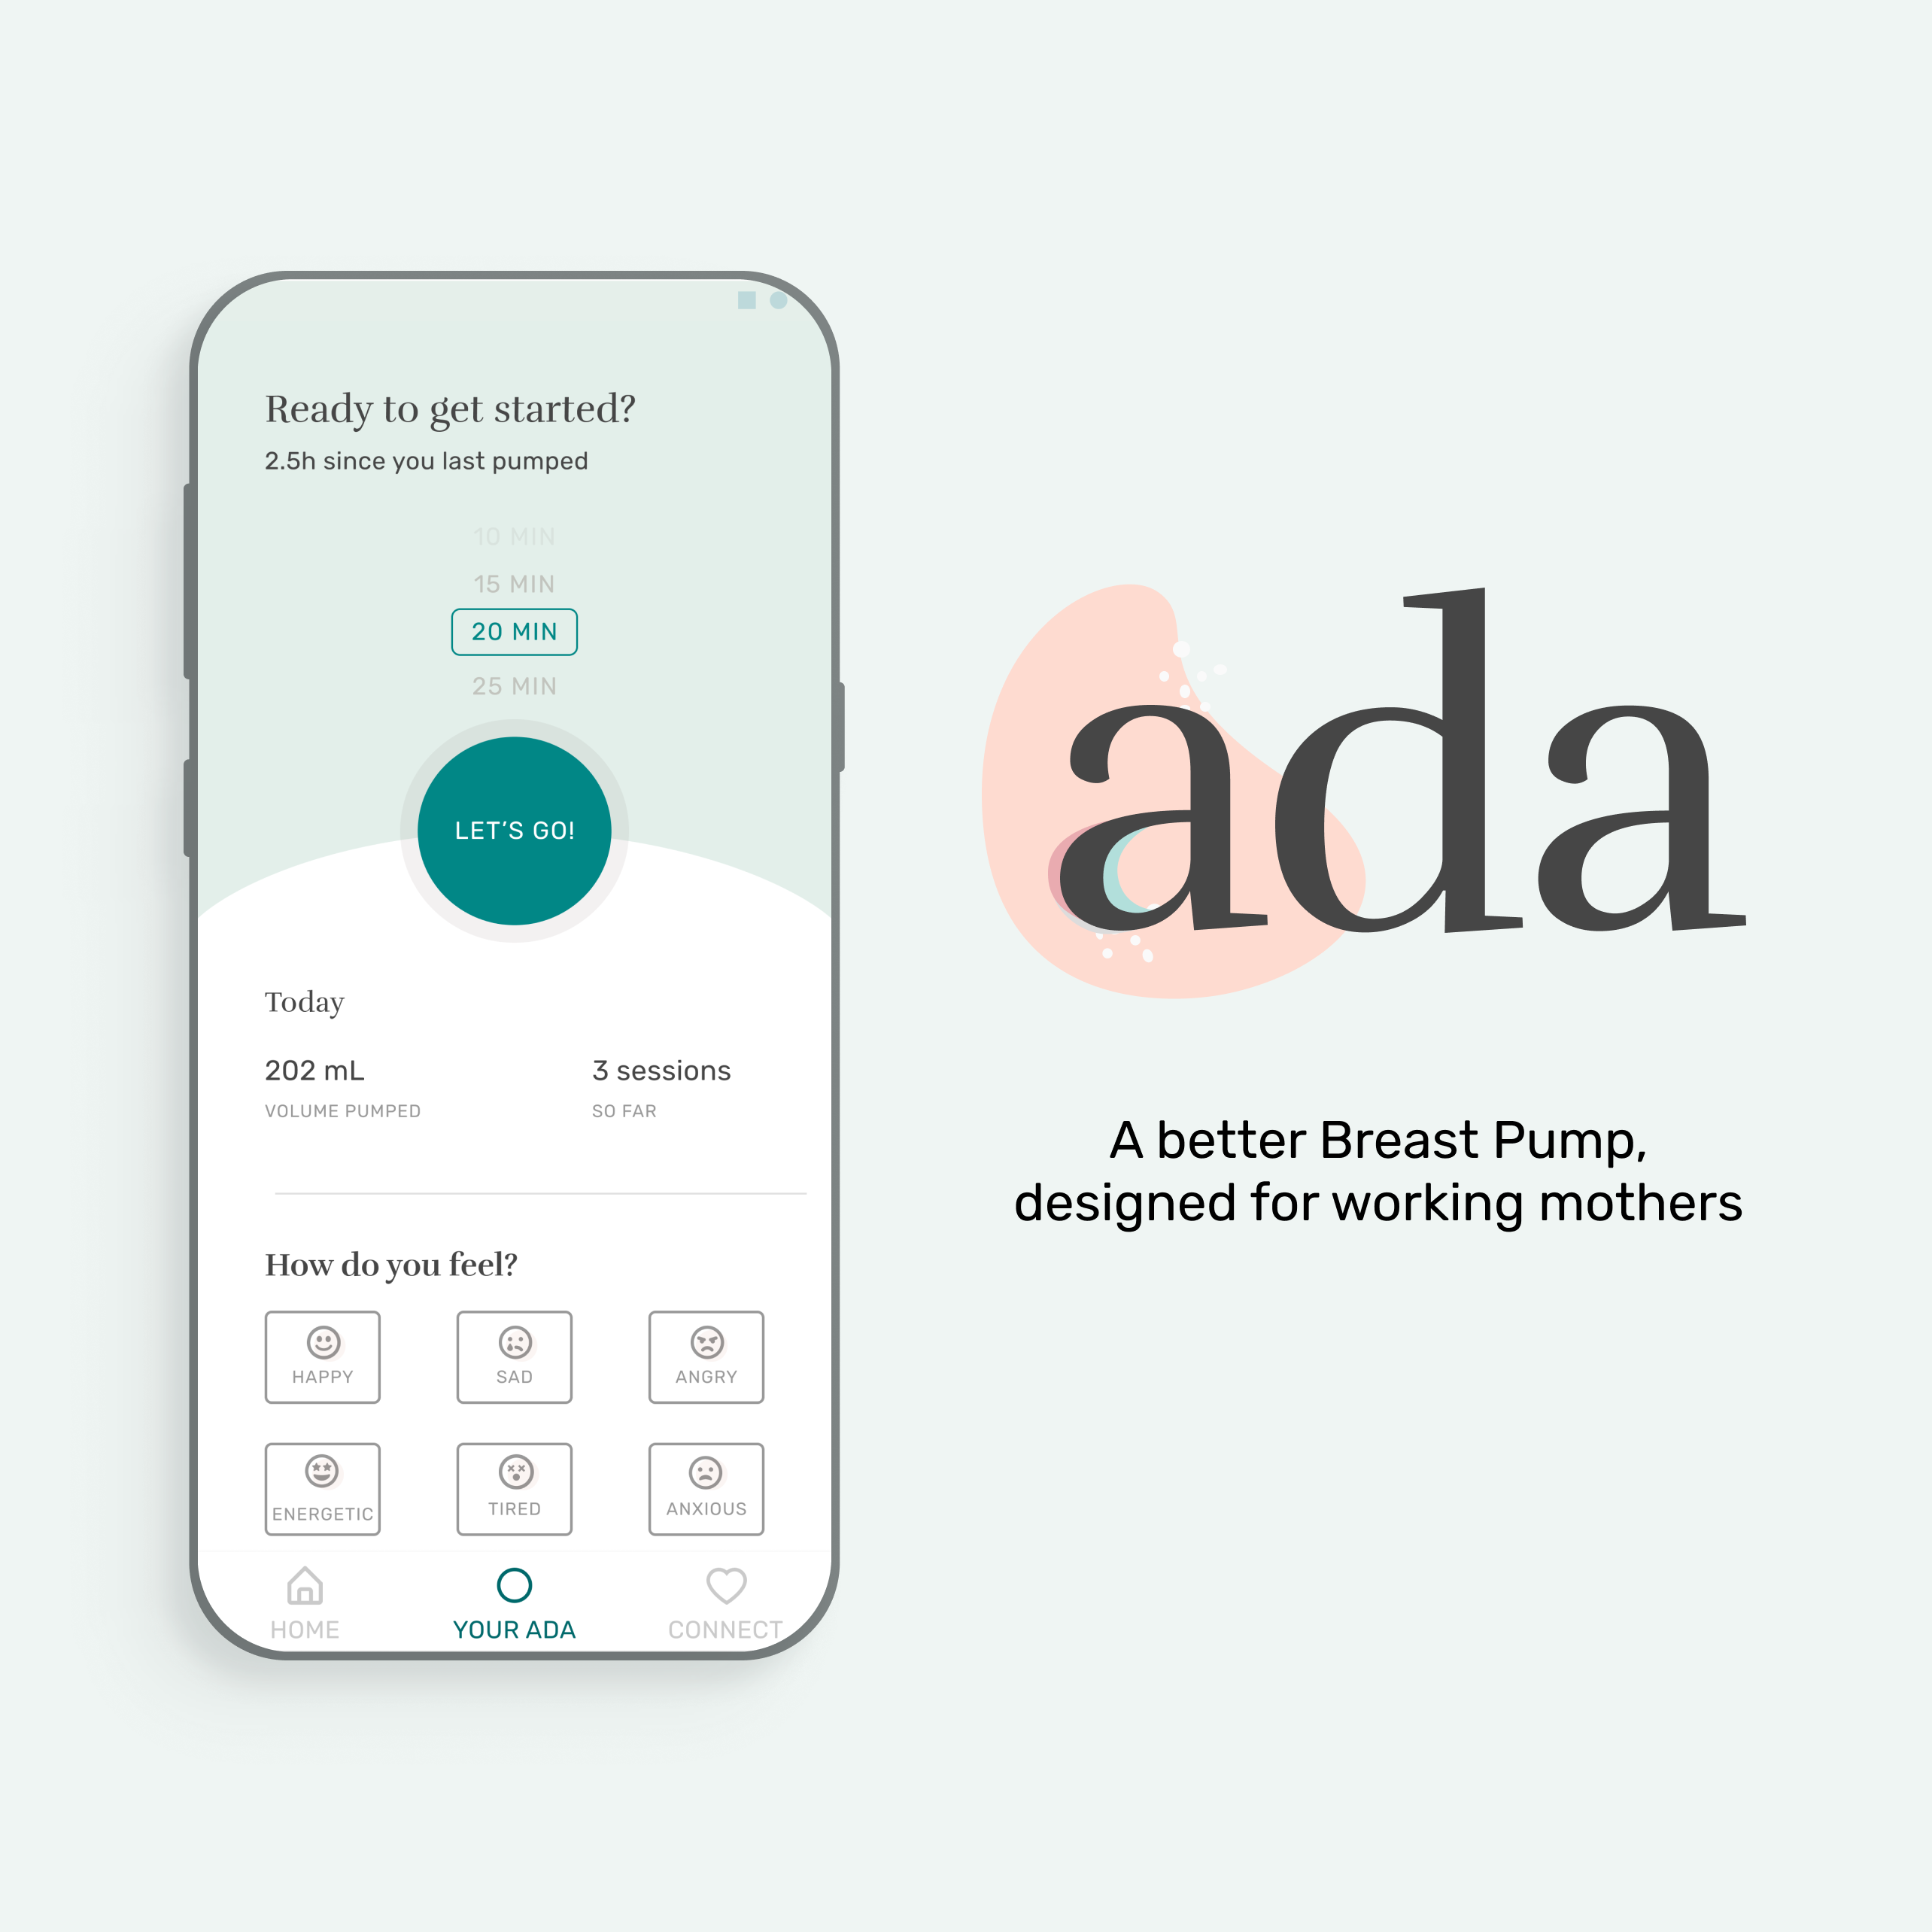 Ready to get started?
2.5h since you last pumped
10 MIN
15 MIN
20 MIN
25 MIN
LET’S GO!
Today
202 mL
VOLUME PUMPED
3 sessions
SO FAR
How do you feel?
HAPPY
SAD
ANGRY
ENERGETIC
TIRED
ANXIOUS
HOME
YOUR ADA
CONNECT
ada
A better Breast Pump,
designed for working mothers